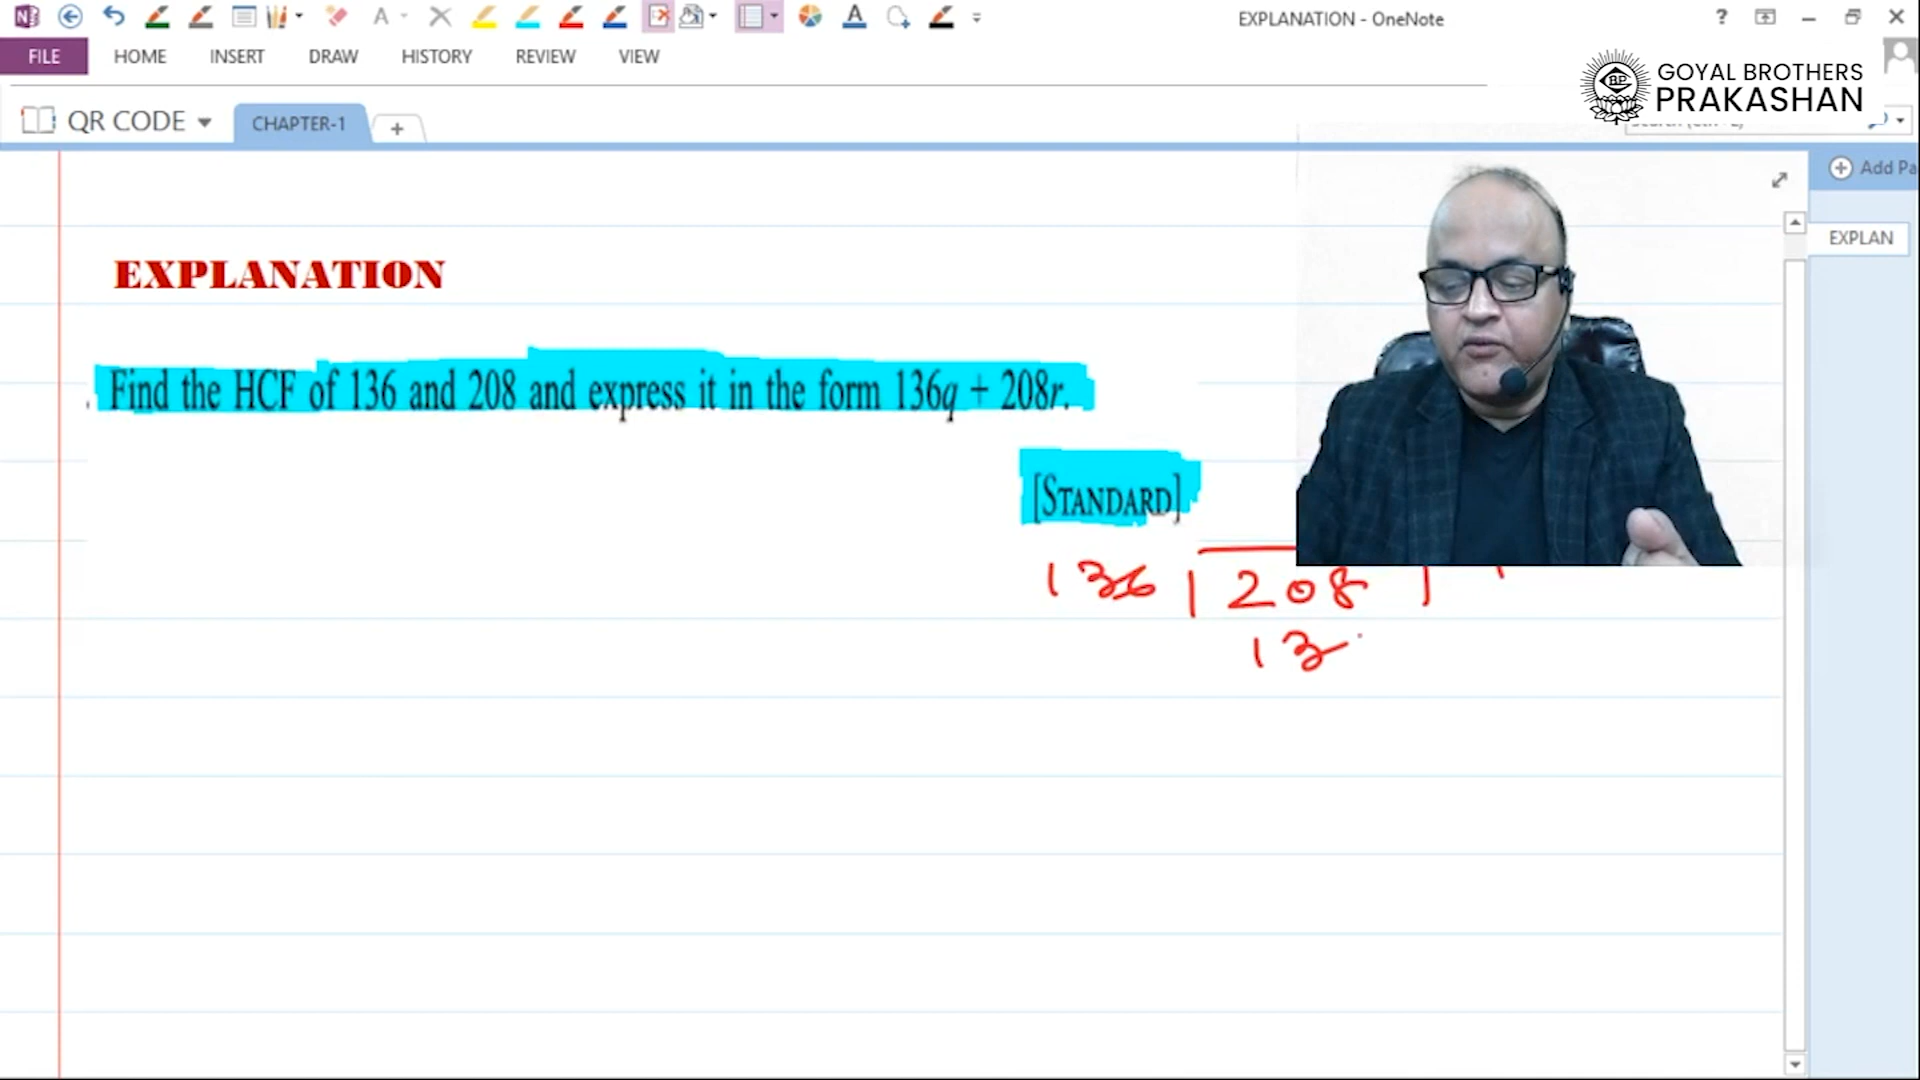 EXPLANATION - OneNote
?
FILE HOME INSERT DRAW HISTORY REVIEW VIEW
GOYAL BROTHERS
PRAKASHAN
BP
QR CODE CHAPTER-1 +
Add Pa
EXPLAN
EXPLANATION
Find the HCF of 136 and 208 and express it in the form 136q + 208r.
[STANDARD]
136 208
13